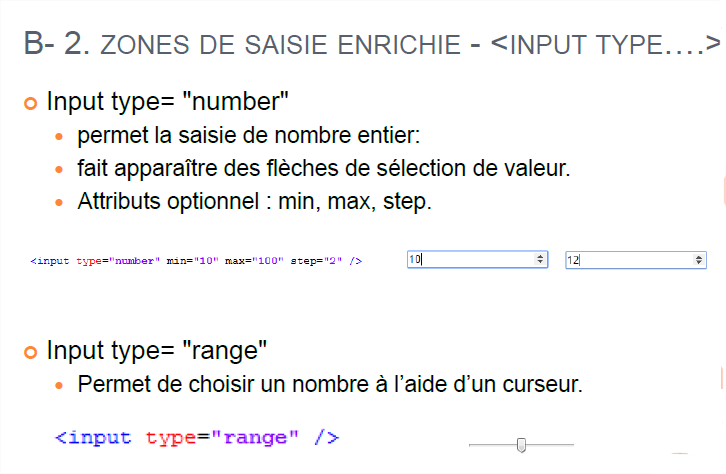 B- 2. ZONES DE SAISIE ENRICHIE - <INPUT TYPE....>
Input type= "number"
permet la saisie de nombre entier:
fait apparaître des flèches de sélection de valeur.
Attributs optionnel : min, max, step.
<input type="number" min="10" max="100" step="2" /> 10 12
Input type= "range"
Permet de choisir un nombre à l’aide d’un curseur.
<input type="range" />